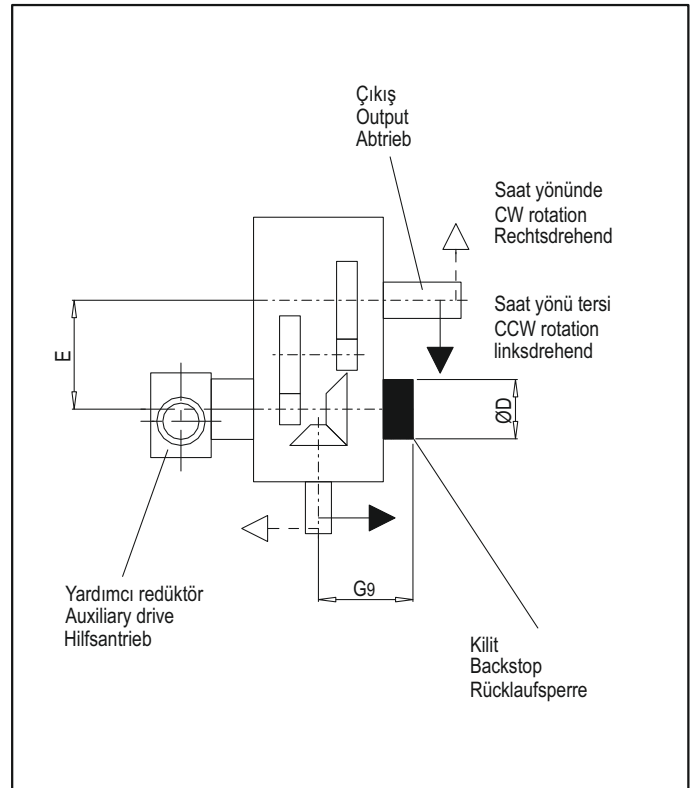 Çıkış
Output
Abtrieb
Saat yönünde
CW rotation
Rechtsdrehend
Saat yönü tersi
CCW rotation
linksdrehend
E
ØD
G9
Yardımcı redüktör
Auxiliary drive
Hilfsantrieb
Kilit
Backstop
Rücklaufsperre